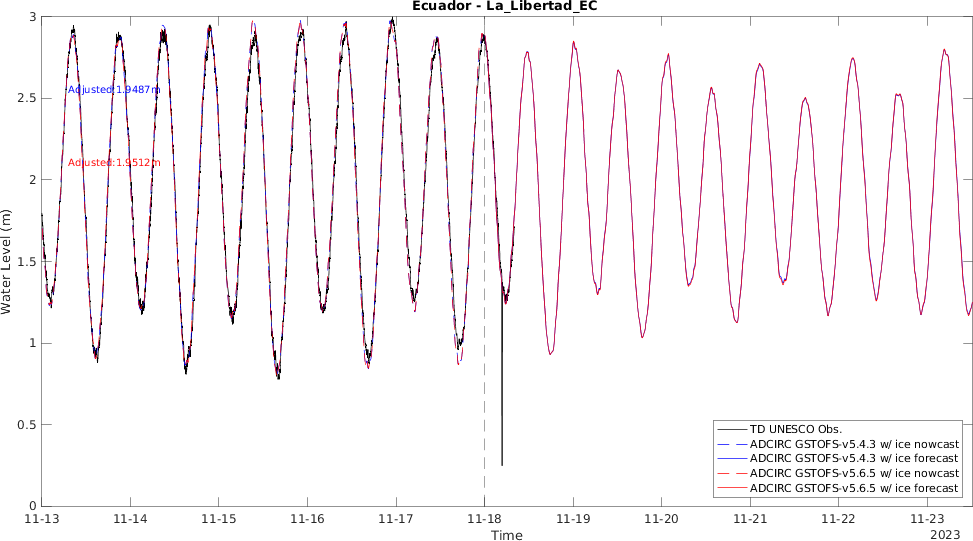 Ecuador - La_Libertad_EC
3
2.5
2
1.5
1
0.5
0
Water Level (m)
Adjusted:1.9487m
Adjusted:1.9512m
TD UNESCO Obs.
ADCIRC GSTOFS-v5.4.3 w/ ice nowcast
ADCIRC GSTOFS-v5.4.3 w/ ice forecast
ADCIRC GSTOFS-v5.6.5 w/ ice nowcast
ADCIRC GSTOFS-v5.6.5 w/ ice forecast
11-13 11-14 11-15 11-16 11-17 11-18 11-19 11-20 11-21 11-22 11-23
Time
2023